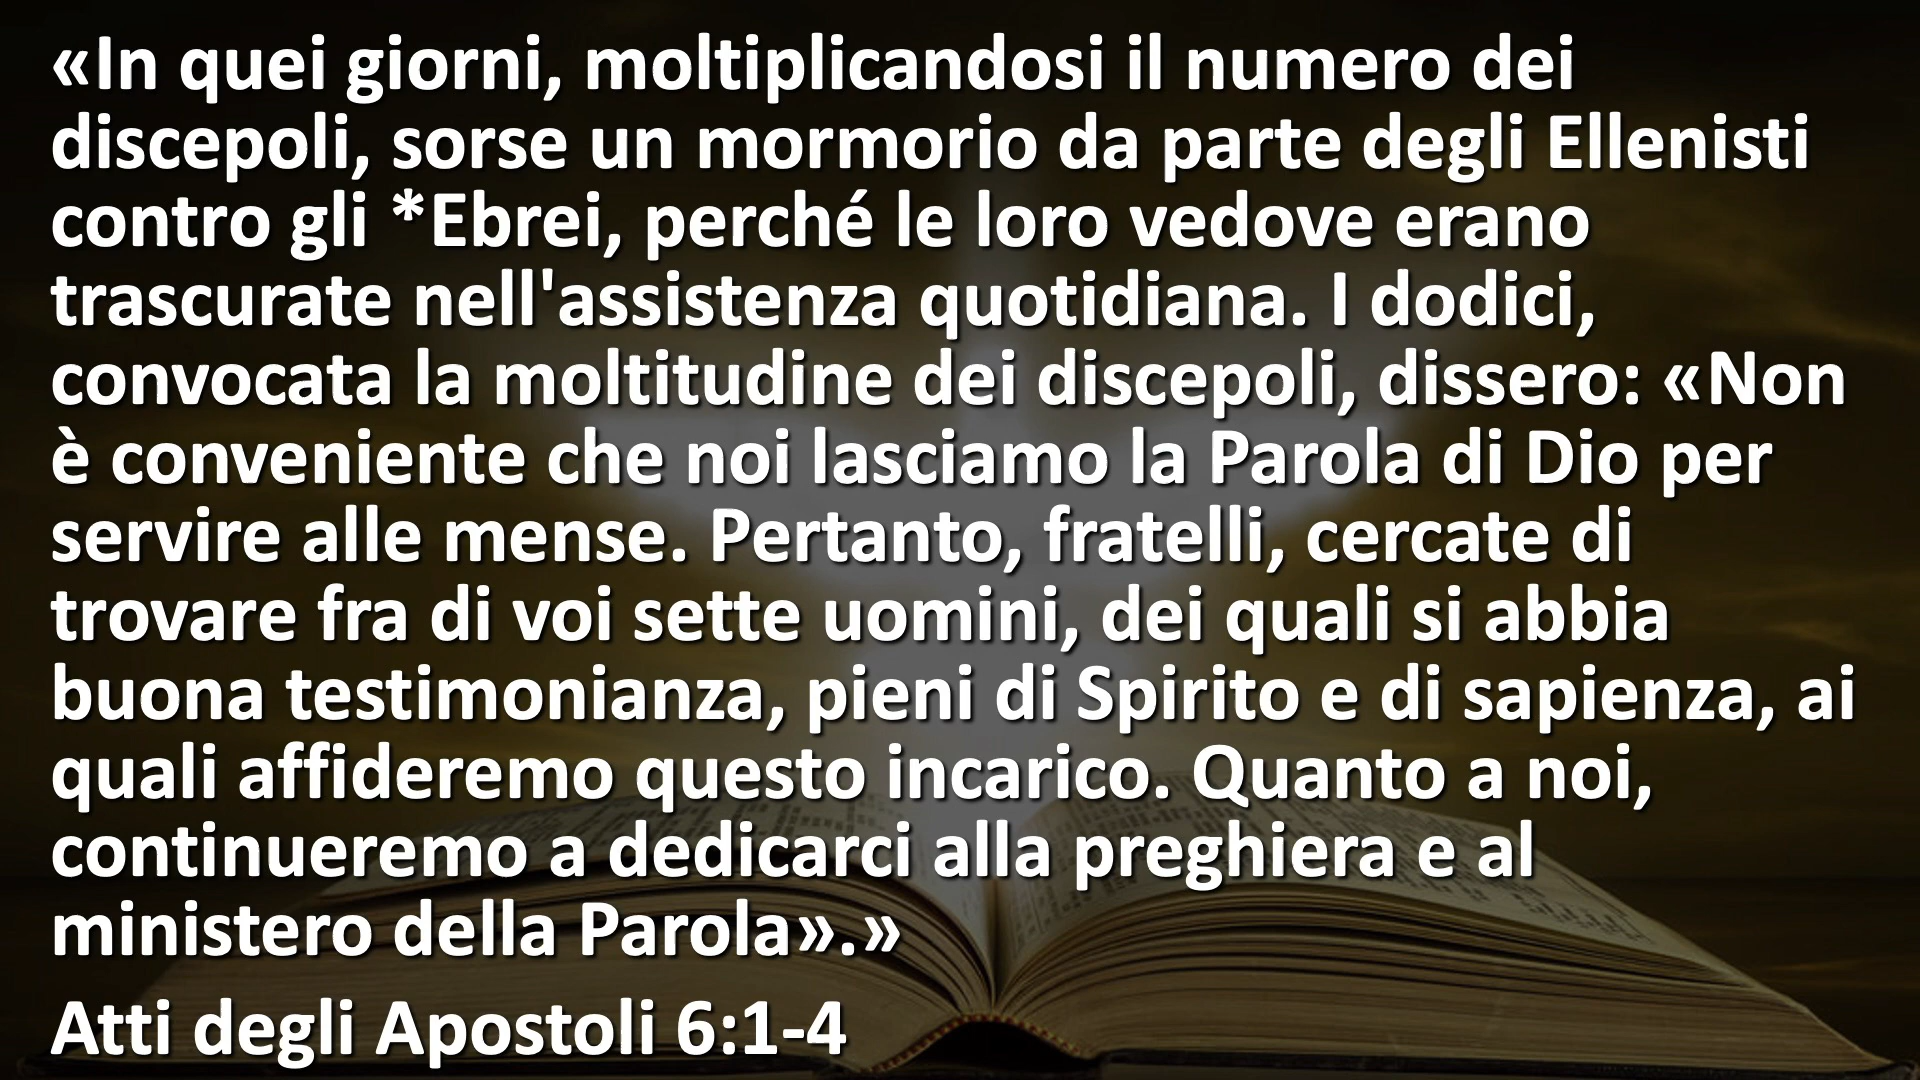 «In quei giorni, moltiplicandosi il numero dei
discepoli, sorse un mormorio da parte degli Ellenisti
contro gli *Ebrei, perché le loro vedove erano
trascurate nell'assistenza quotidiana. I dodici,
convocata la moltitudine dei discepoli, dissero: «Non
è conveniente che noi lasciamo la Parola di Dio per
servire alle mense. Pertanto, fratelli, cercate di
trovare fra di voi sette uomini, dei quali si abbia
buona testimonianza, pieni di Spirito e di sapienza, ai
quali affideremo questo incarico. Quanto a noi,
continueremo a dedicarci alla preghiera e al
ministero della Parola».»
Atti degli Apostoli 6:1-4